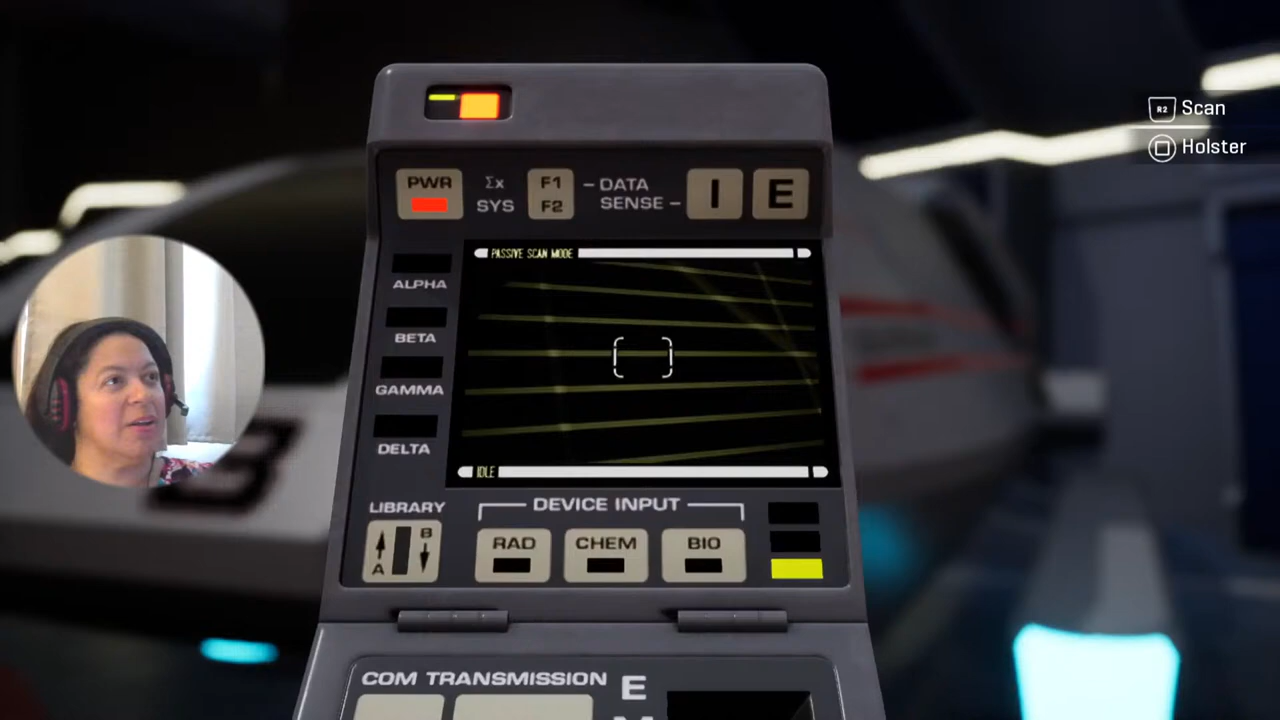 R2 Scan
Holster
PWR
Σx
SYS
F1
F2
– DATA
SENSE –
I
E
PASSIVE SCAN MODE
ALPHA
BETA
GAMMA
DELTA
IDLE
LIBRARY
A
B
DEVICE INPUT
RAD
CHEM
BIO
COM TRANSMISSION
E